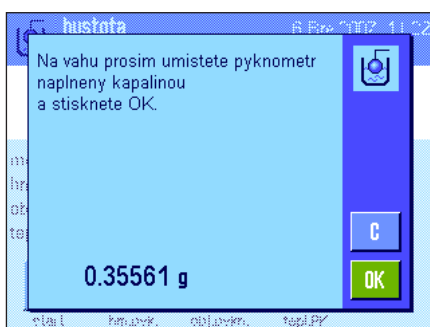 hustota
Na vahu prosim umistete pyknometr
naplneny kapalinou
a stisknete OK.
C
0.35561 g
OK